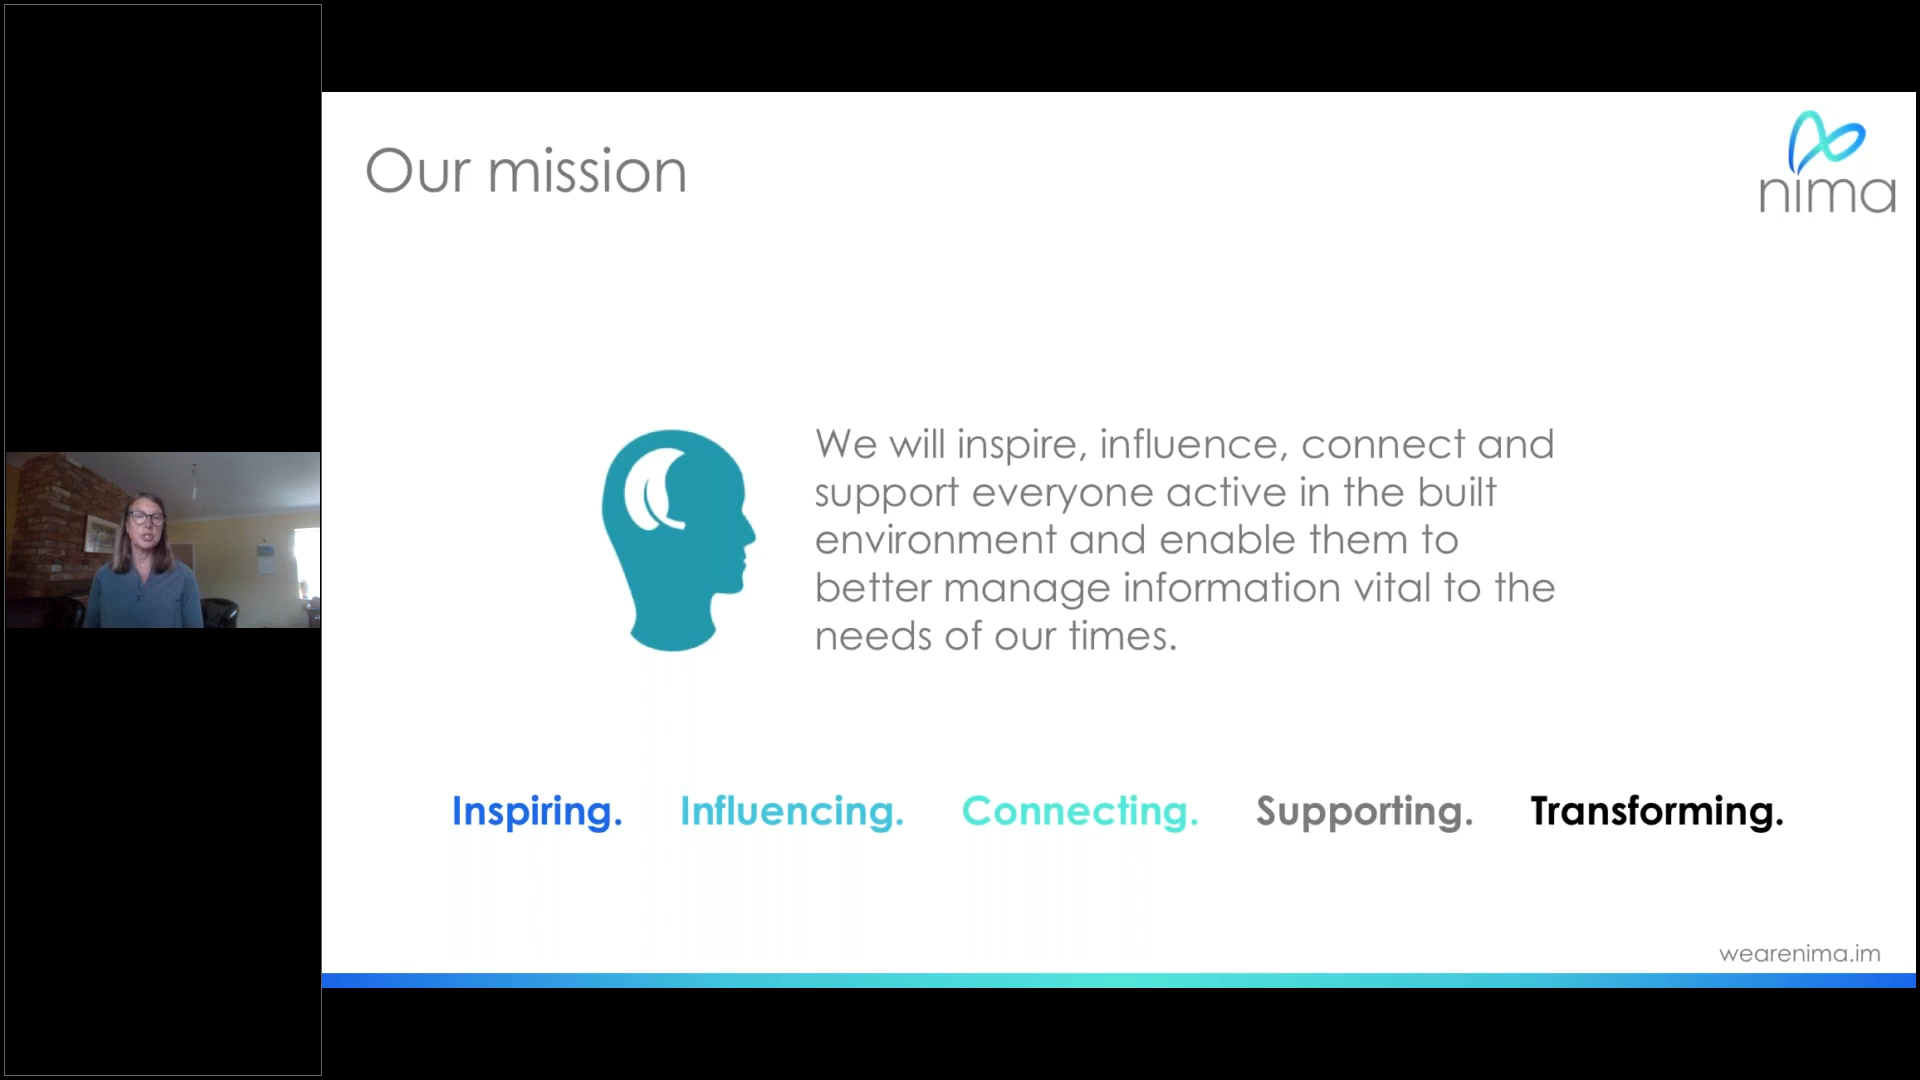 Our mission
nima
We will inspire, influence, connect and
support everyone active in the built
environment and enable them to
better manage information vital to the
needs of our times.
Inspiring. Influencing. Connecting. Supporting. Transforming.
wearenima.im